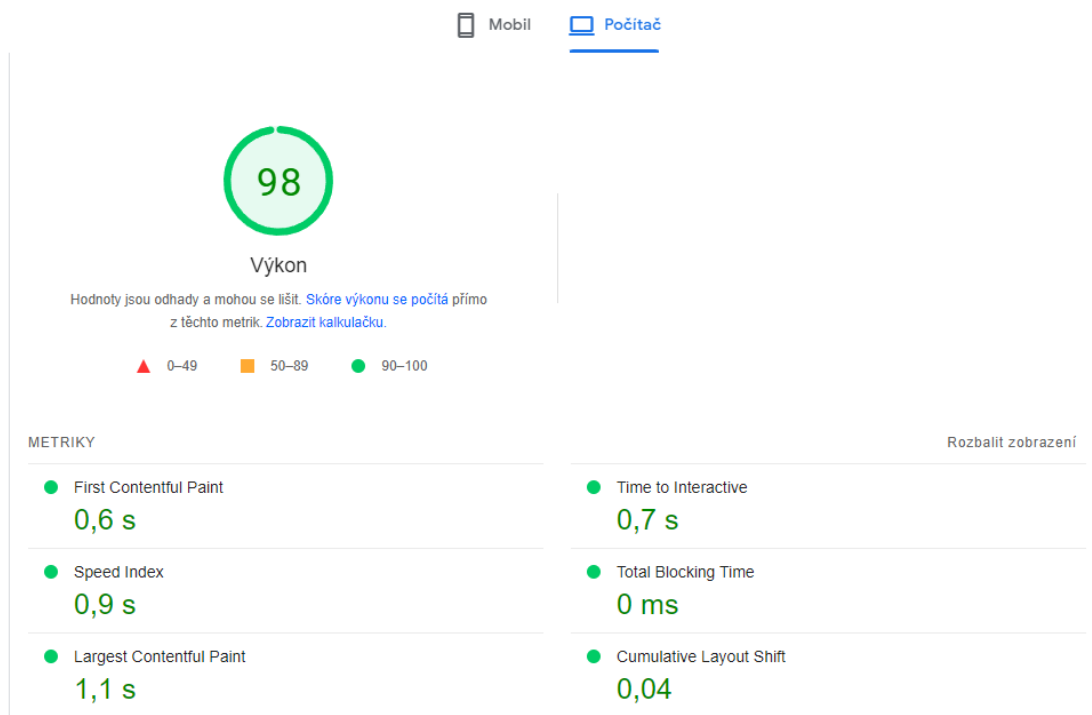 Mobil
Počítač
98
Výkon
Hodnoty jsou odhady a mohou se lišit. Skóre výkonu se počítá přímo
z těchto metrik. Zobrazit kalkulačku.
0–49
50–89
90–100
METRIKY
Rozbalit zobrazení
First Contentful Paint
0,6 s
Time to Interactive
0,7 s
Speed Index
0,9 s
Total Blocking Time
0 ms
Largest Contentful Paint
1,1 s
Cumulative Layout Shift
0,04